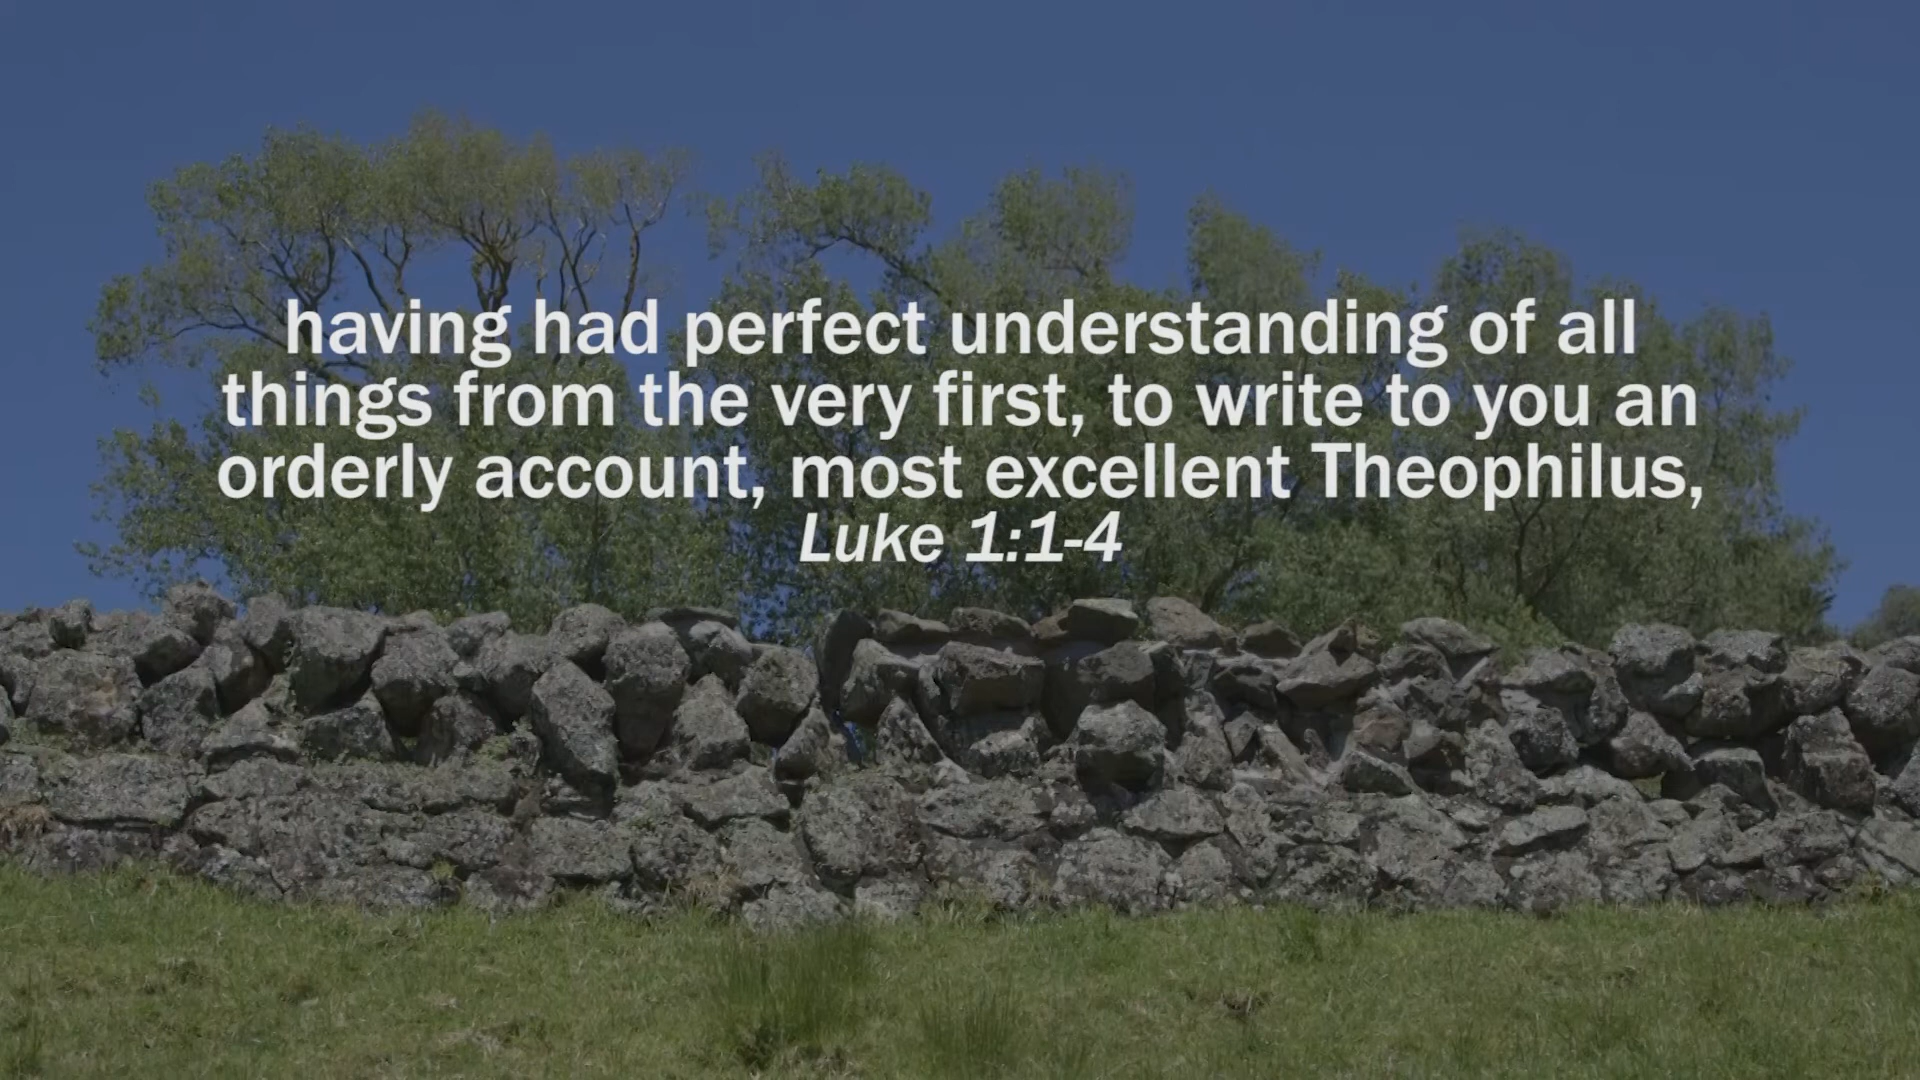 having had perfect understanding of all
things from the very first, to write to you an
orderly account, most excellent Theophilus,
Luke 1:1-4